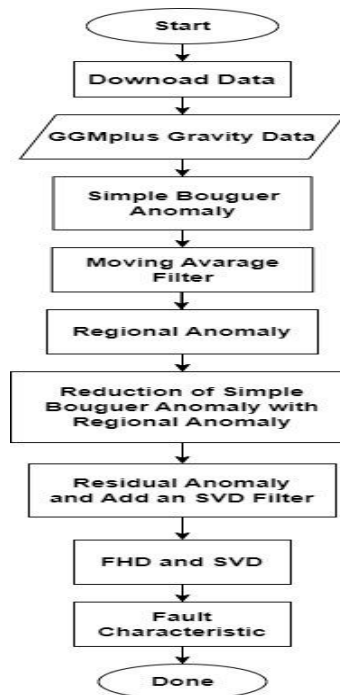 Start
Downoad Data
GGMplus Gravity Data
Simple Bouguer
Anomaly
Moving Avarage
Filter
Regional Anomaly
Reduction of Simple
Bouguer Anomaly with
Regional Anomaly
Residual Anomaly
and Add an SVD Filter
FHD and SVD
Fault
Characteristic
Done